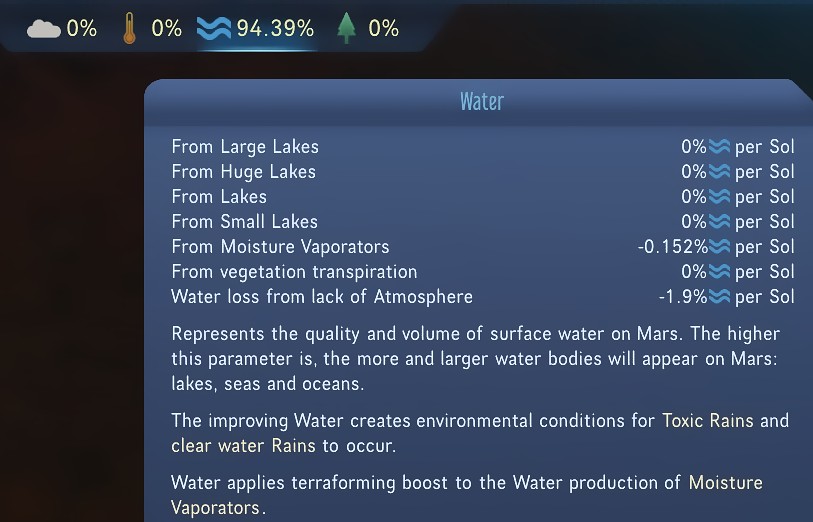 0% 0% 94.39% 0%
Water
From Large Lakes 0% per Sol
From Huge Lakes 0% per Sol
From Lakes 0% per Sol
From Small Lakes 0% per Sol
From Moisture Vaporators -0.152% per Sol
From vegetation transpiration 0% per Sol
Water loss from lack of Atmosphere -1.9% per Sol
Represents the quality and volume of surface water on Mars. The higher
this parameter is, the more and larger water bodies will appear on Mars:
lakes, seas and oceans.
The improving Water creates environmental conditions for Toxic Rains and
clear water Rains to occur.
Water applies terraforming boost to the Water production of Moisture
Vaporators.